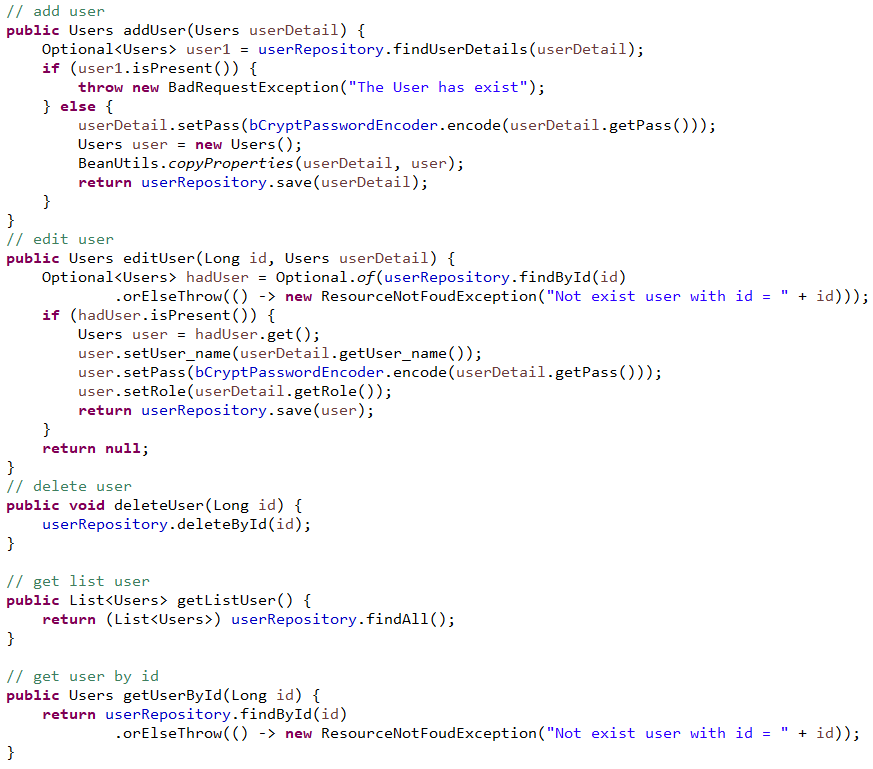 // add user
public Users addUser(Users userDetail) {
    Optional<Users> user1 = userRepository.findUserDetails(userDetail);
    if (user1.isPresent()) {
        throw new BadRequestException("The User has exist");
    } else {
        userDetail.setPass(bCryptPasswordEncoder.encode(userDetail.getPass()));
        Users user = new Users();
        BeanUtils.copyProperties(userDetail, user);
        return userRepository.save(userDetail);
    }
}
// edit user
public Users editUser(Long id, Users userDetail) {
    Optional<Users> hadUser = Optional.of(userRepository.findById(id)
            .orElseThrow(() -> new ResourceNotFoudException("Not exist user with id = " + id)));
    if (hadUser.isPresent()) {
        Users user = hadUser.get();
        user.setUser_name(userDetail.getUser_name());
        user.setPass(bCryptPasswordEncoder.encode(userDetail.getPass()));
        user.setRole(userDetail.getRole());
        return userRepository.save(user);
    }
    return null;
}
// delete user
public void deleteUser(Long id) {
    userRepository.deleteById(id);
}

// get list user
public List<Users> getListUser() {
    return (List<Users>) userRepository.findAll();
}

// get user by id
public Users getUserById(Long id) {
    return userRepository.findById(id)
            .orElseThrow(() -> new ResourceNotFoudException("Not exist user with id = " + id));
}